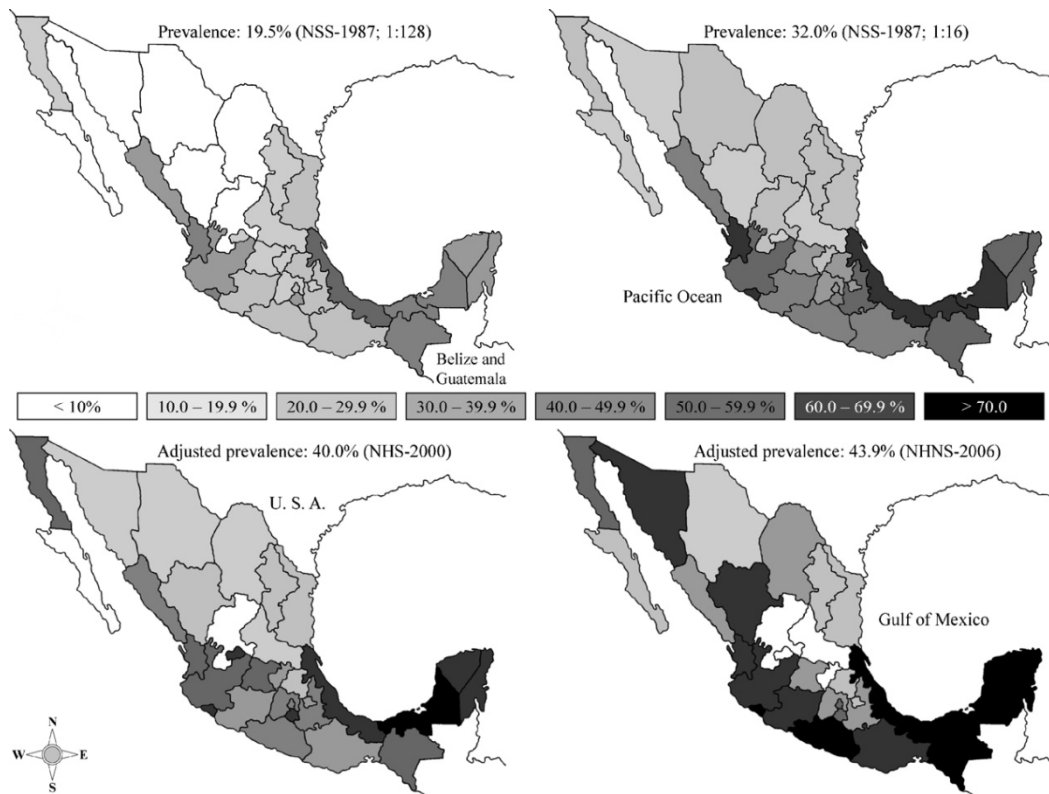 Prevalence: 19.5% (NSS-1987; 1:128)
Prevalence: 32.0% (NSS-1987; 1:16)
Pacific Ocean
Belize and
Guatemala
< 10%
10.0 – 19.9 %
20.0 – 29.9 %
30.0 – 39.9 %
40.0 – 49.9 %
50.0 – 59.9 %
60.0 – 69.9 %
> 70.0
Adjusted prevalence: 40.0% (NHS-2000)
Adjusted prevalence: 43.9% (NHNS-2006)
U. S. A.
Gulf of Mexico
N
W
E
S